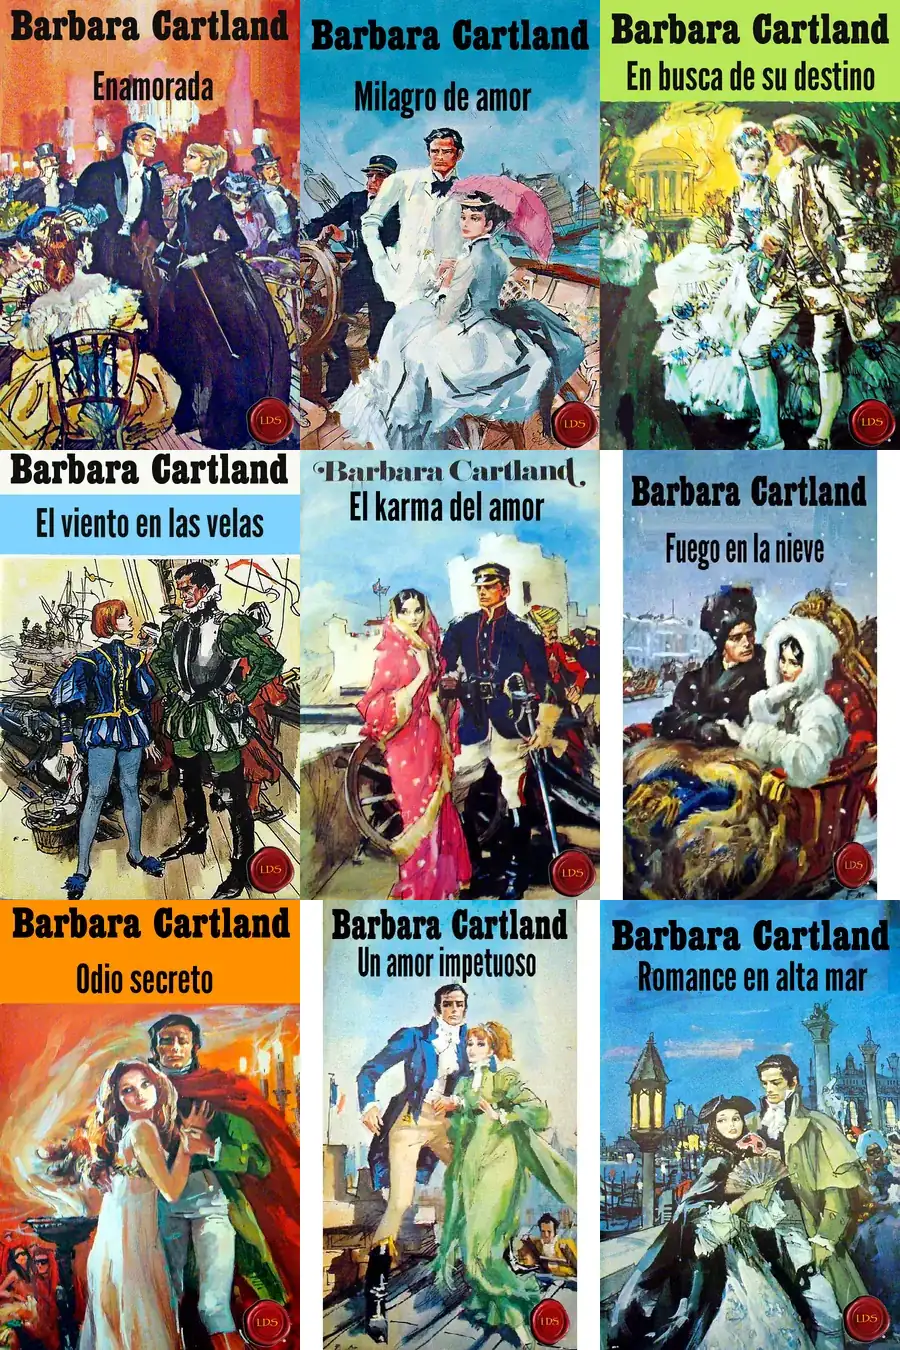 Barbara Cartland
Enamorada
LDS
Barbara Cartland
Milagro de amor
LDS
Barbara Cartland
En busca de su destino
LDS
Barbara Cartland
El viento en las velas
LDS
Barbara Cartland
El karma del amor
LDS
Barbara Cartland
Fuego en la nieve
LDS
Barbara Cartland
Odio secreto
LDS
Barbara Cartland
Un amor impetuoso
LDS
Barbara Cartland
Romance en alta mar
LDS